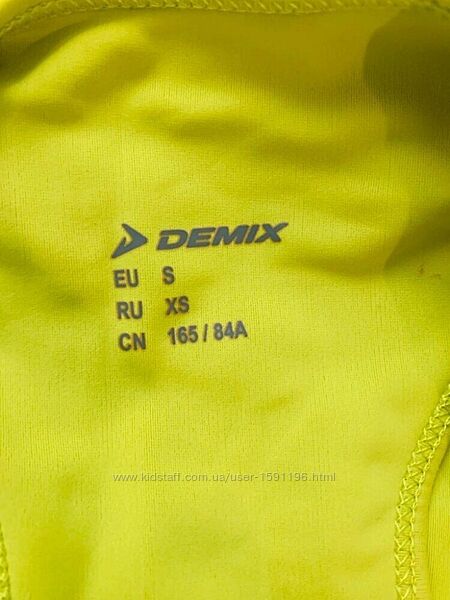 DEMIX
EU S
RU XS
CN 165 / 84A
www.kidstaff.com.ua/user-1591196.html